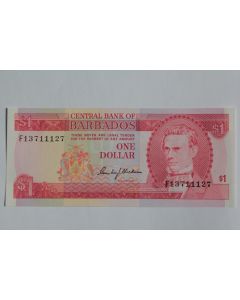 $1
CENTRAL BANK OF
BARBADOS
THESE NOTES ARE LEGAL TENDER
FOR THE PAYMENT OF ANY AMOUNT
$1
F13711127
ONE
DOLLAR
F13711127
$1
$1